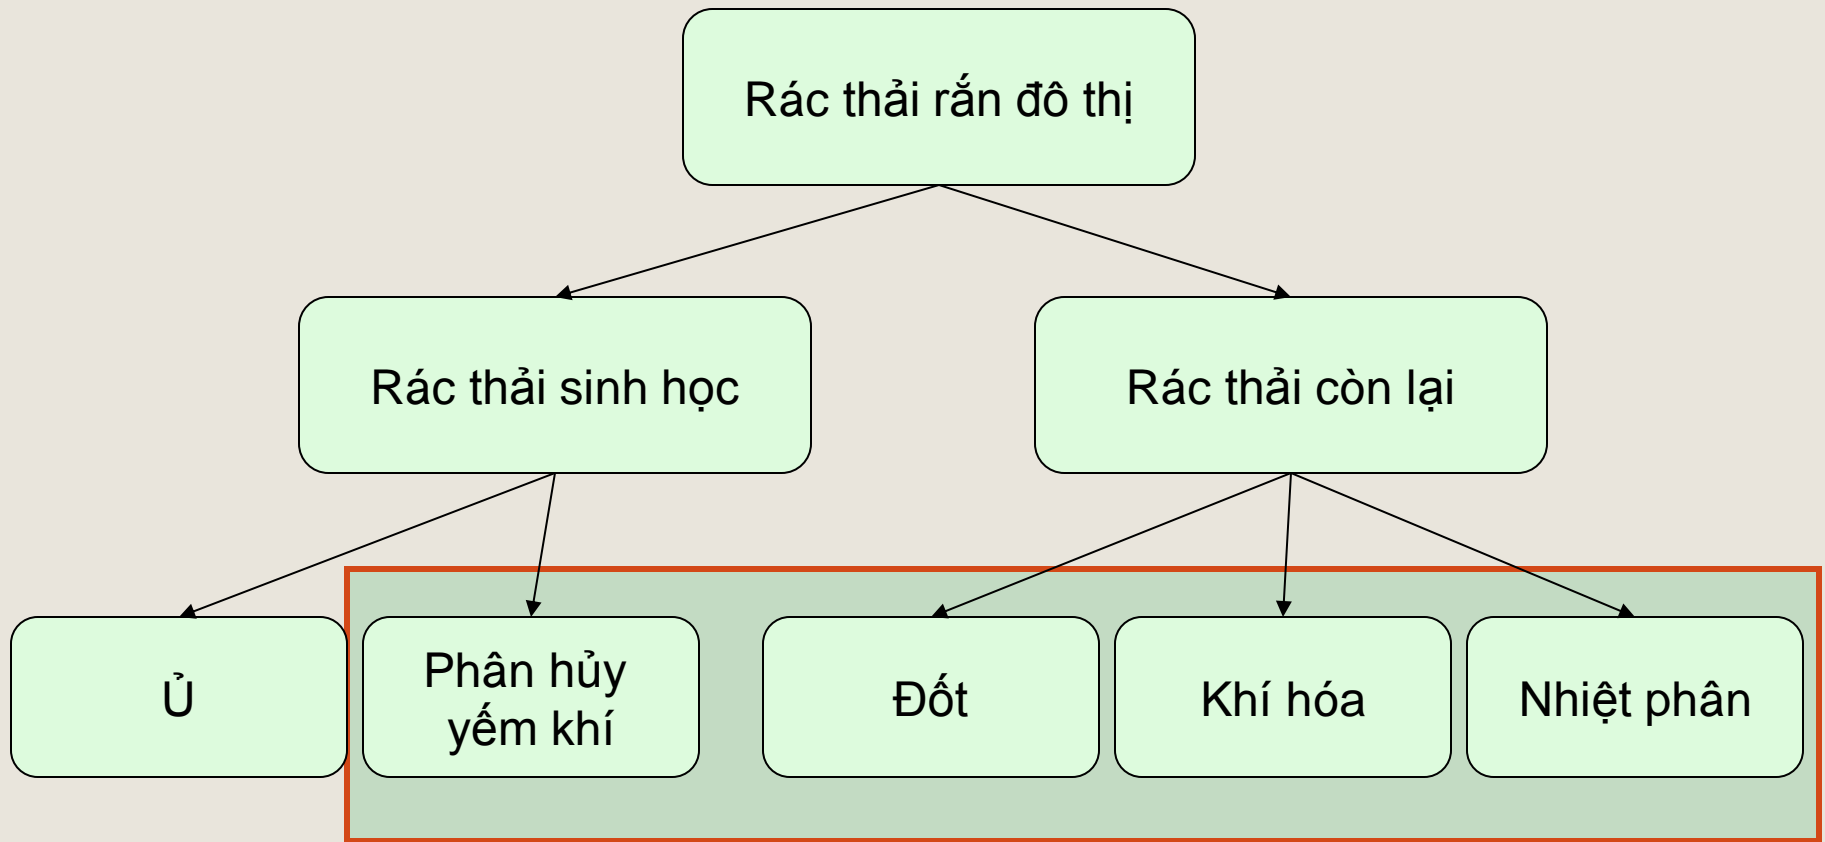 Rác thải rắn đô thị
Rác thải sinh học
Rác thải còn lại
Ủ
Phân hủy
yếm khí
Đốt
Khí hóa
Nhiệt phân